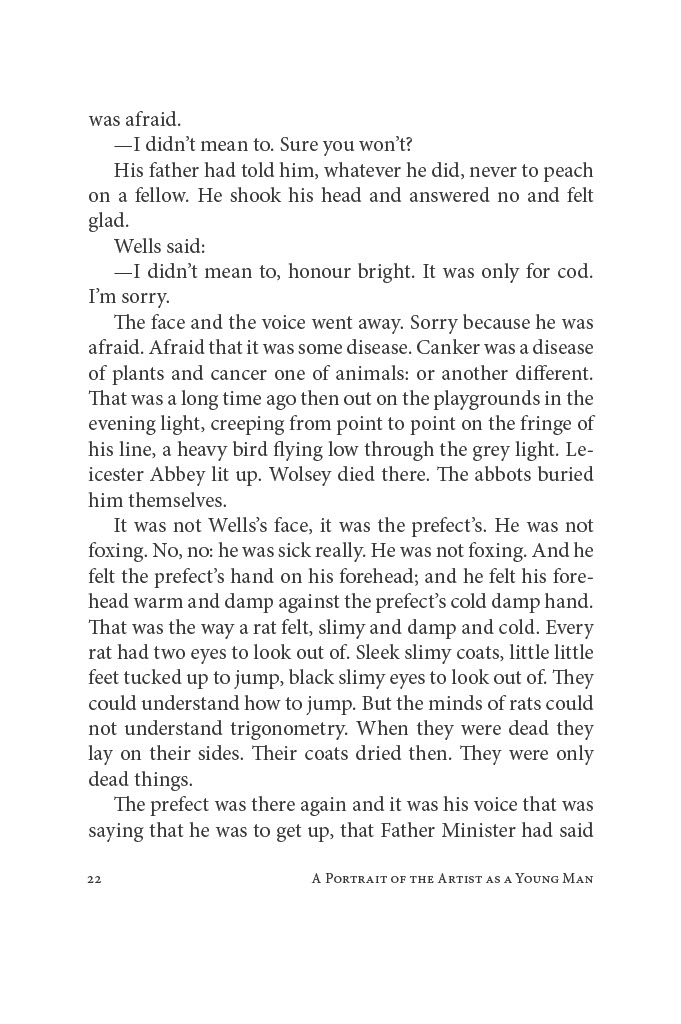 was afraid.
—I didn’t mean to. Sure you won’t?
His father had told him, whatever he did, never to peach
on a fellow. He shook his head and answered no and felt
glad.
Wells said:
—I didn’t mean to, honour bright. It was only for cod.
I’m sorry.
The face and the voice went away. Sorry because he was
afraid. Afraid that it was some disease. Canker was a disease
of plants and cancer one of animals: or another different.
That was a long time ago then out on the playgrounds in the
evening light, creeping from point to point on the fringe of
his line, a heavy bird flying low through the grey light. Le-
icester Abbey lit up. Wolsey died there. The abbots buried
him themselves.
It was not Wells’s face, it was the prefect’s. He was not
foxing. No, no: he was sick really. He was not foxing. And he
felt the prefect’s hand on his forehead; and he felt his fore-
head warm and damp against the prefect’s cold damp hand.
That was the way a rat felt, slimy and damp and cold. Every
rat had two eyes to look out of. Sleek slimy coats, little little
feet tucked up to jump, black slimy eyes to look out of. They
could understand how to jump. But the minds of rats could
not understand trigonometry. When they were dead they
lay on their sides. Their coats dried then. They were only
dead things.
The prefect was there again and it was his voice that was
saying that he was to get up, that Father Minister had said
22 A Portrait of the Artist as a Young Man